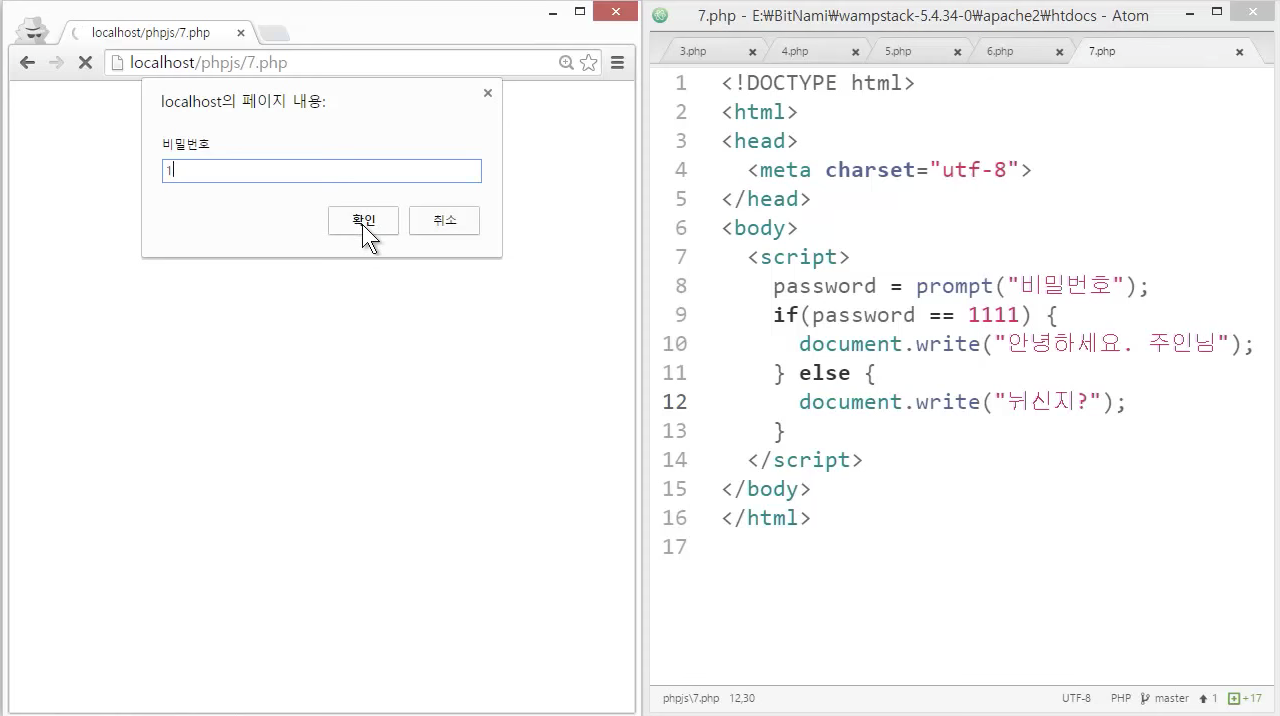 localhost/phpjs/7.php
localhost/phpjs/7.php
localhost의 페이지 내용:
비밀번호
1
확인
취소
7.php - E:₩BitNami₩wampstack-5.4.34-0₩apache2₩htdocs - Atom
3.php
4.php
5.php
6.php
7.php
1 <!DOCTYPE html>
2 <html>
3 <head>
4 <meta charset="utf-8">
5 </head>
6 <body>
7 <script>
8 password = prompt("비밀번호");
9 if(password == 1111) {
10 document.write("안녕하세요. 주인님");
11 } else {
12 document.write("뉘신지?");
13 }
14 </script>
15 </body>
16 </html>
17
phpjs\7.php 12,30
UTF-8 PHP master 1 +17